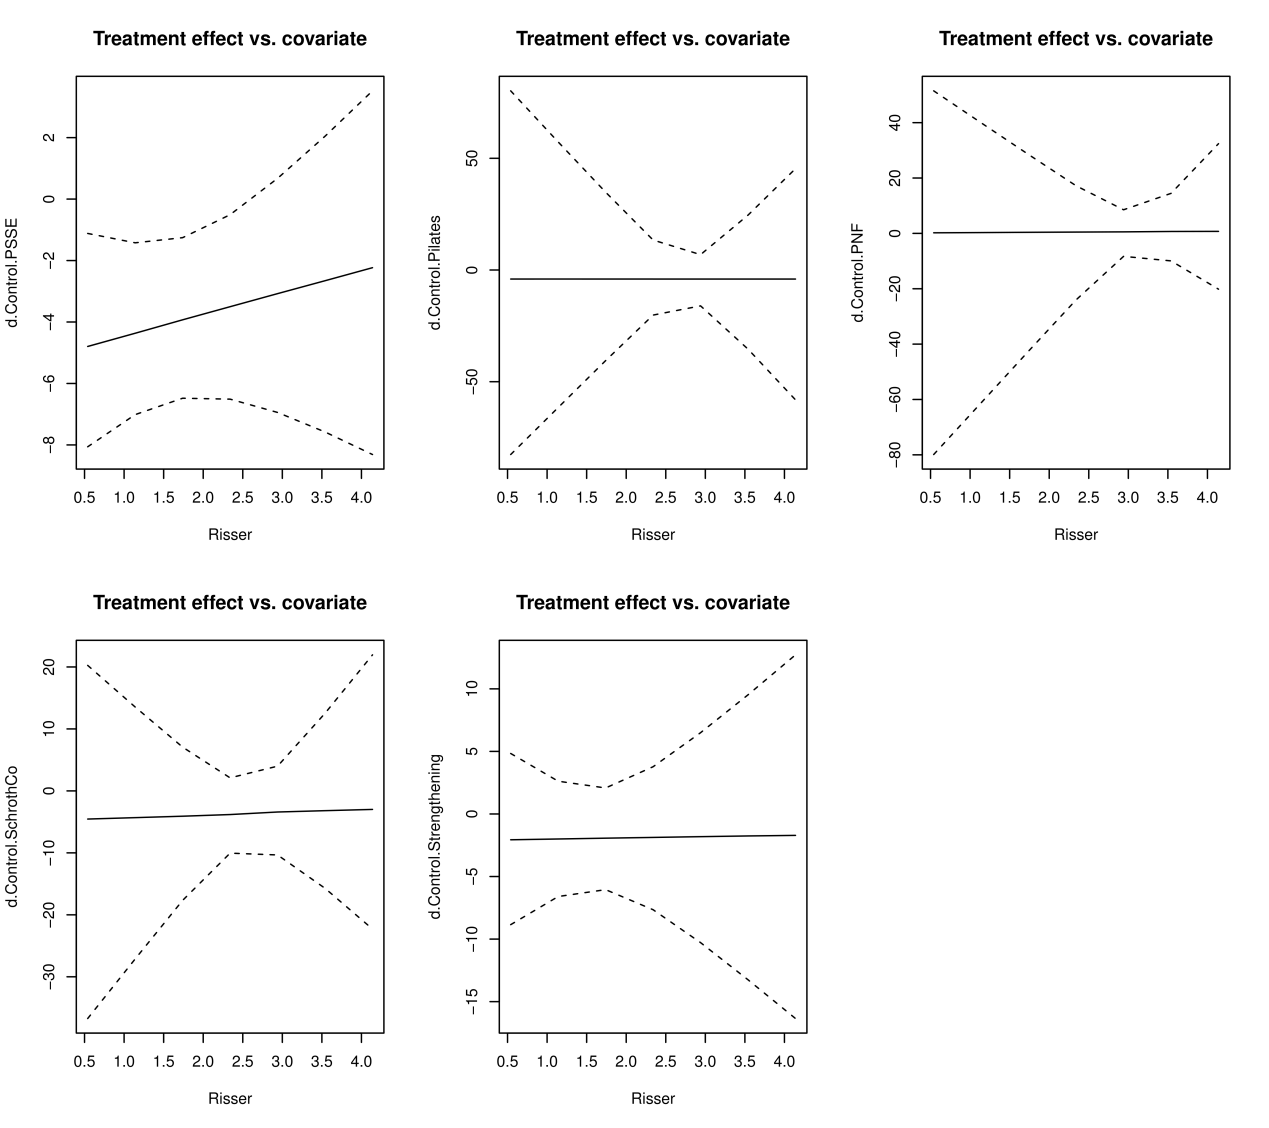 Treatment effect vs. covariate
d.Control.PSSE
2
0
−2
−4
−6
−8
0.5 1.0 1.5 2.0 2.5 3.0 3.5 4.0
Risser
Treatment effect vs. covariate
d.Control.Pilates
50
0
−50
0.5 1.0 1.5 2.0 2.5 3.0 3.5 4.0
Risser
Treatment effect vs. covariate
d.Control.PNF
40
20
0
−20
−40
−60
−80
0.5 1.0 1.5 2.0 2.5 3.0 3.5 4.0
Risser
Treatment effect vs. covariate
d.Control.SchrothCo
20
10
0
−10
−20
−30
0.5 1.0 1.5 2.0 2.5 3.0 3.5 4.0
Risser
Treatment effect vs. covariate
d.Control.Strengthening
10
5
0
−5
−10
−15
0.5 1.0 1.5 2.0 2.5 3.0 3.5 4.0
Risser